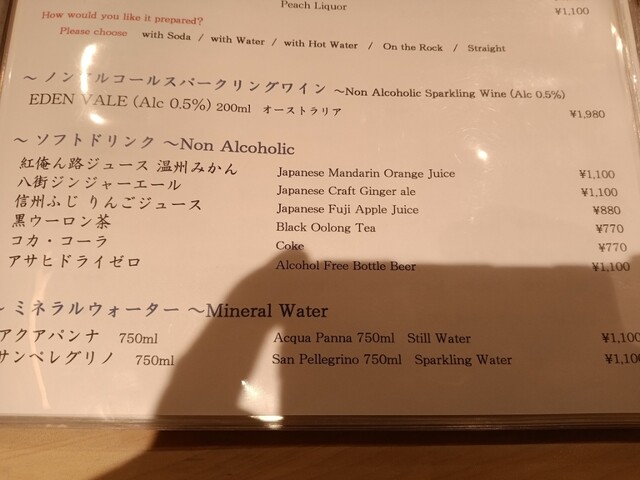 Peach Liquor ¥1,100
How would you like it prepared?
Please choose with Soda / with Water / with Hot Water / On the Rock / Straight
～ ノンアルコールスパークリングワイン ～Non Alcoholic Sparkling Wine (Alc 0.5%)
EDEN VALE (Alc 0.5%) 200ml オーストラリア ¥1,980
～ ソフトドリンク ～Non Alcoholic
紅俺ん路ジュース 温州みかん Japanese Mandarin Orange Juice ¥1,100
八街ジンジャーエール Japanese Craft Ginger ale ¥1,100
信州ふじ りんごジュース Japanese Fuji Apple Juice ¥880
黒ウーロン茶 Black Oolong Tea ¥770
コカ・コーラ Coke ¥770
アサヒドライゼロ Alcohol Free Bottle Beer ¥1,100
～ ミネラルウォーター ～Mineral Water
アクアパンナ 750ml Acqua Panna 750ml Still Water ¥1,100
サンペレグリノ 750ml San Pellegrino 750ml Sparkling Water ¥1,100